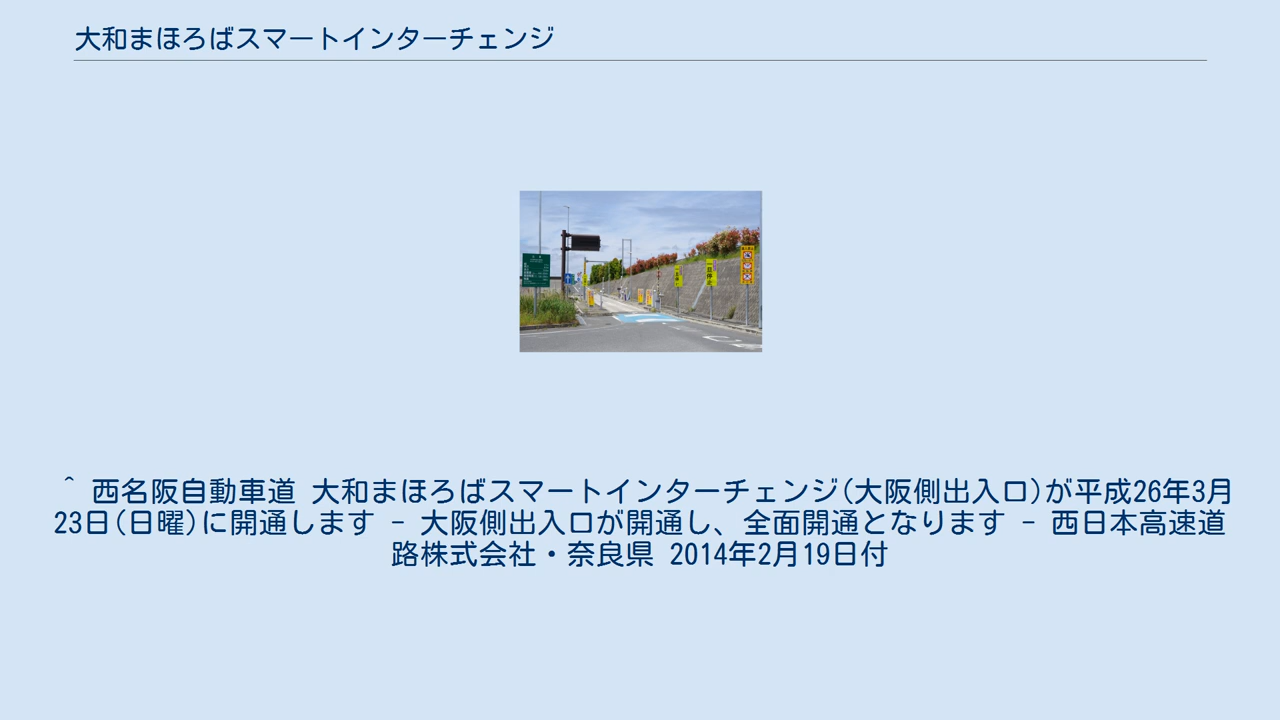 大和まほろばスマートインターチェンジ
一旦停止
^ 西名阪自動車道 大和まほろばスマートインターチェンジ(大阪側出入口)が平成26年3月
23日(日曜)に開通します - 大阪側出入口が開通し、全面開通となります - 西日本高速道
路株式会社・奈良県 2014年2月19日付